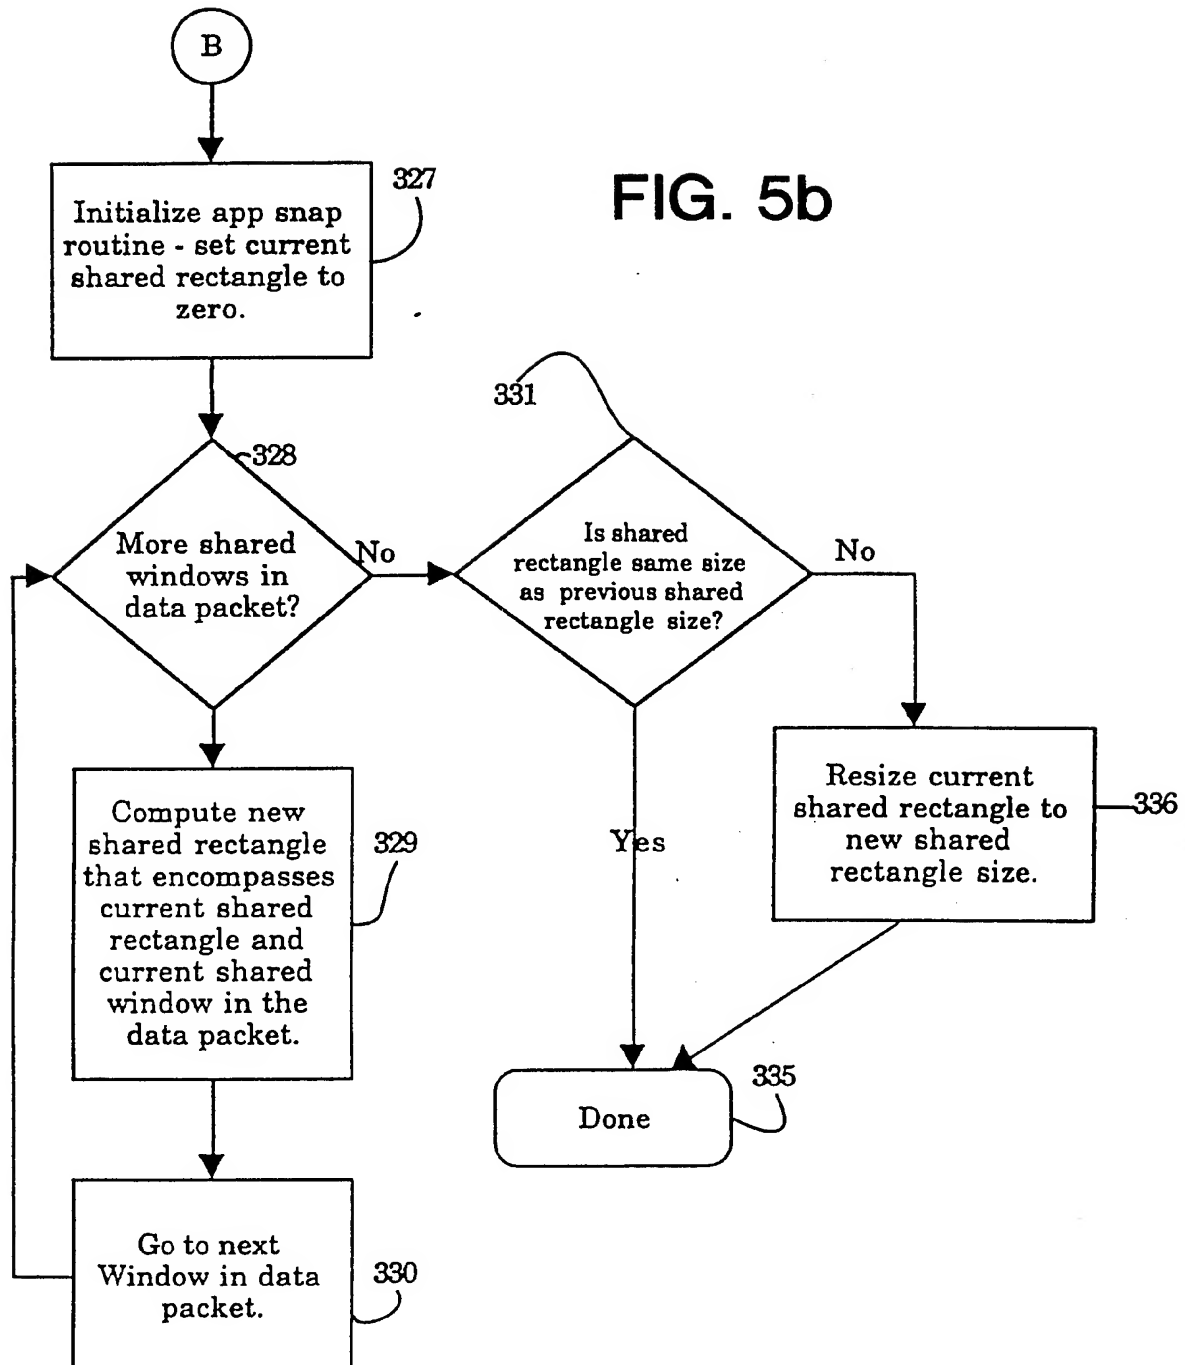 B
FIG. 5b
Initialize app snap
routine - set current
shared rectangle to
zero.
327
328
More shared
windows in
data packet?
No
331
Is shared
rectangle same size
as previous shared
rectangle size?
No
Yes
Compute new
shared rectangle
that encompasses
current shared
rectangle and
current shared
window in the
data packet.
329
Resize current
shared rectangle to
new shared
rectangle size.
336
Done
335
Go to next
Window in data
packet.
330